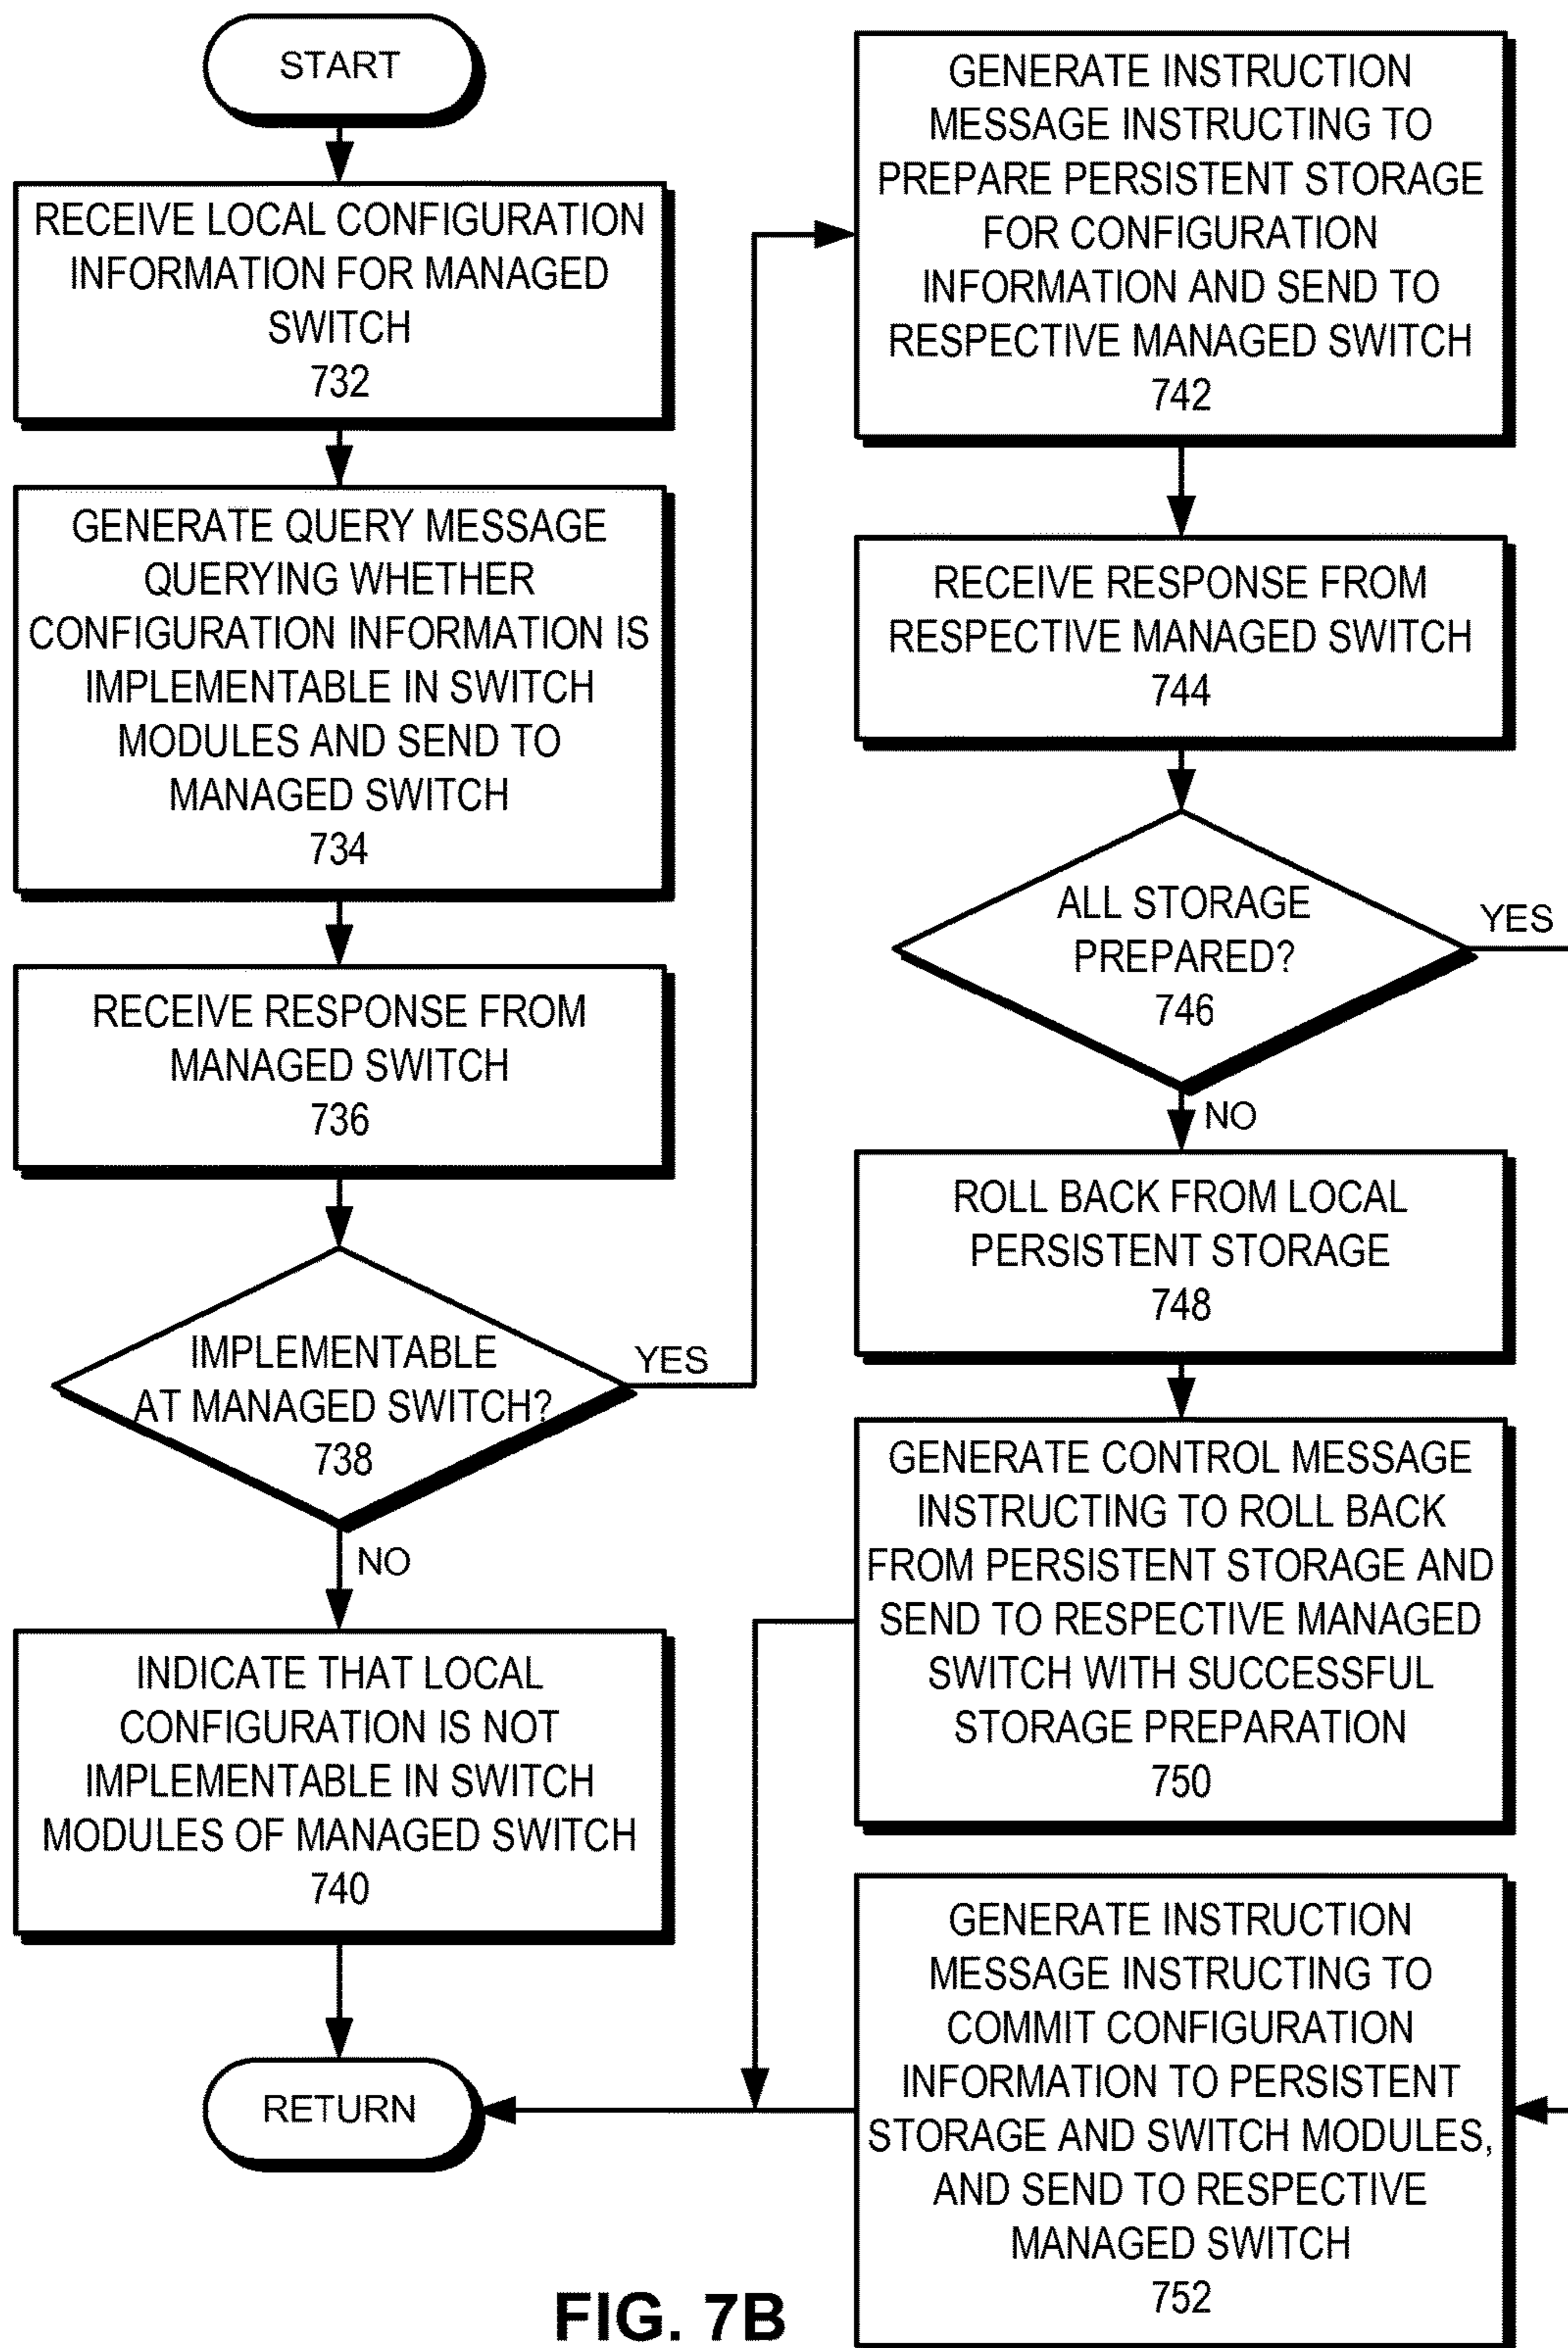 START
RECEIVE LOCAL CONFIGURATION
INFORMATION FOR MANAGED
SWITCH
732
GENERATE QUERY MESSAGE
QUERYING WHETHER
CONFIGURATION INFORMATION IS
IMPLEMENTABLE IN SWITCH
MODULES AND SEND TO
MANAGED SWITCH
734
RECEIVE RESPONSE FROM
MANAGED SWITCH
736
IMPLEMENTABLE
AT MANAGED SWITCH?
738
YES
NO
INDICATE THAT LOCAL
CONFIGURATION IS NOT
IMPLEMENTABLE IN SWITCH
MODULES OF MANAGED SWITCH
740
RETURN
GENERATE INSTRUCTION
MESSAGE INSTRUCTING TO
PREPARE PERSISTENT STORAGE
FOR CONFIGURATION
INFORMATION AND SEND TO
RESPECTIVE MANAGED SWITCH
742
RECEIVE RESPONSE FROM
RESPECTIVE MANAGED SWITCH
744
ALL STORAGE
PREPARED?
746
YES
NO
ROLL BACK FROM LOCAL
PERSISTENT STORAGE
748
GENERATE CONTROL MESSAGE
INSTRUCTING TO ROLL BACK
FROM PERSISTENT STORAGE AND
SEND TO RESPECTIVE MANAGED
SWITCH WITH SUCCESSFUL
STORAGE PREPARATION
750
GENERATE INSTRUCTION
MESSAGE INSTRUCTING TO
COMMIT CONFIGURATION
INFORMATION TO PERSISTENT
STORAGE AND SWITCH MODULES,
AND SEND TO RESPECTIVE
MANAGED SWITCH
752
FIG. 7B